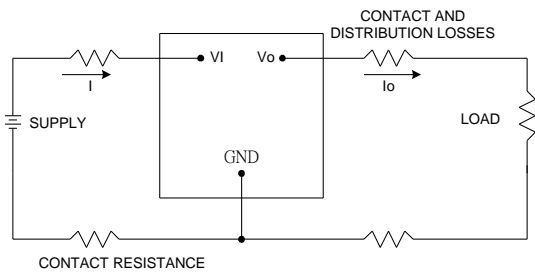 CONTACT AND
DISTRIBUTION LOSSES
VI
Vo
I
Io
SUPPLY
LOAD
GND
CONTACT RESISTANCE